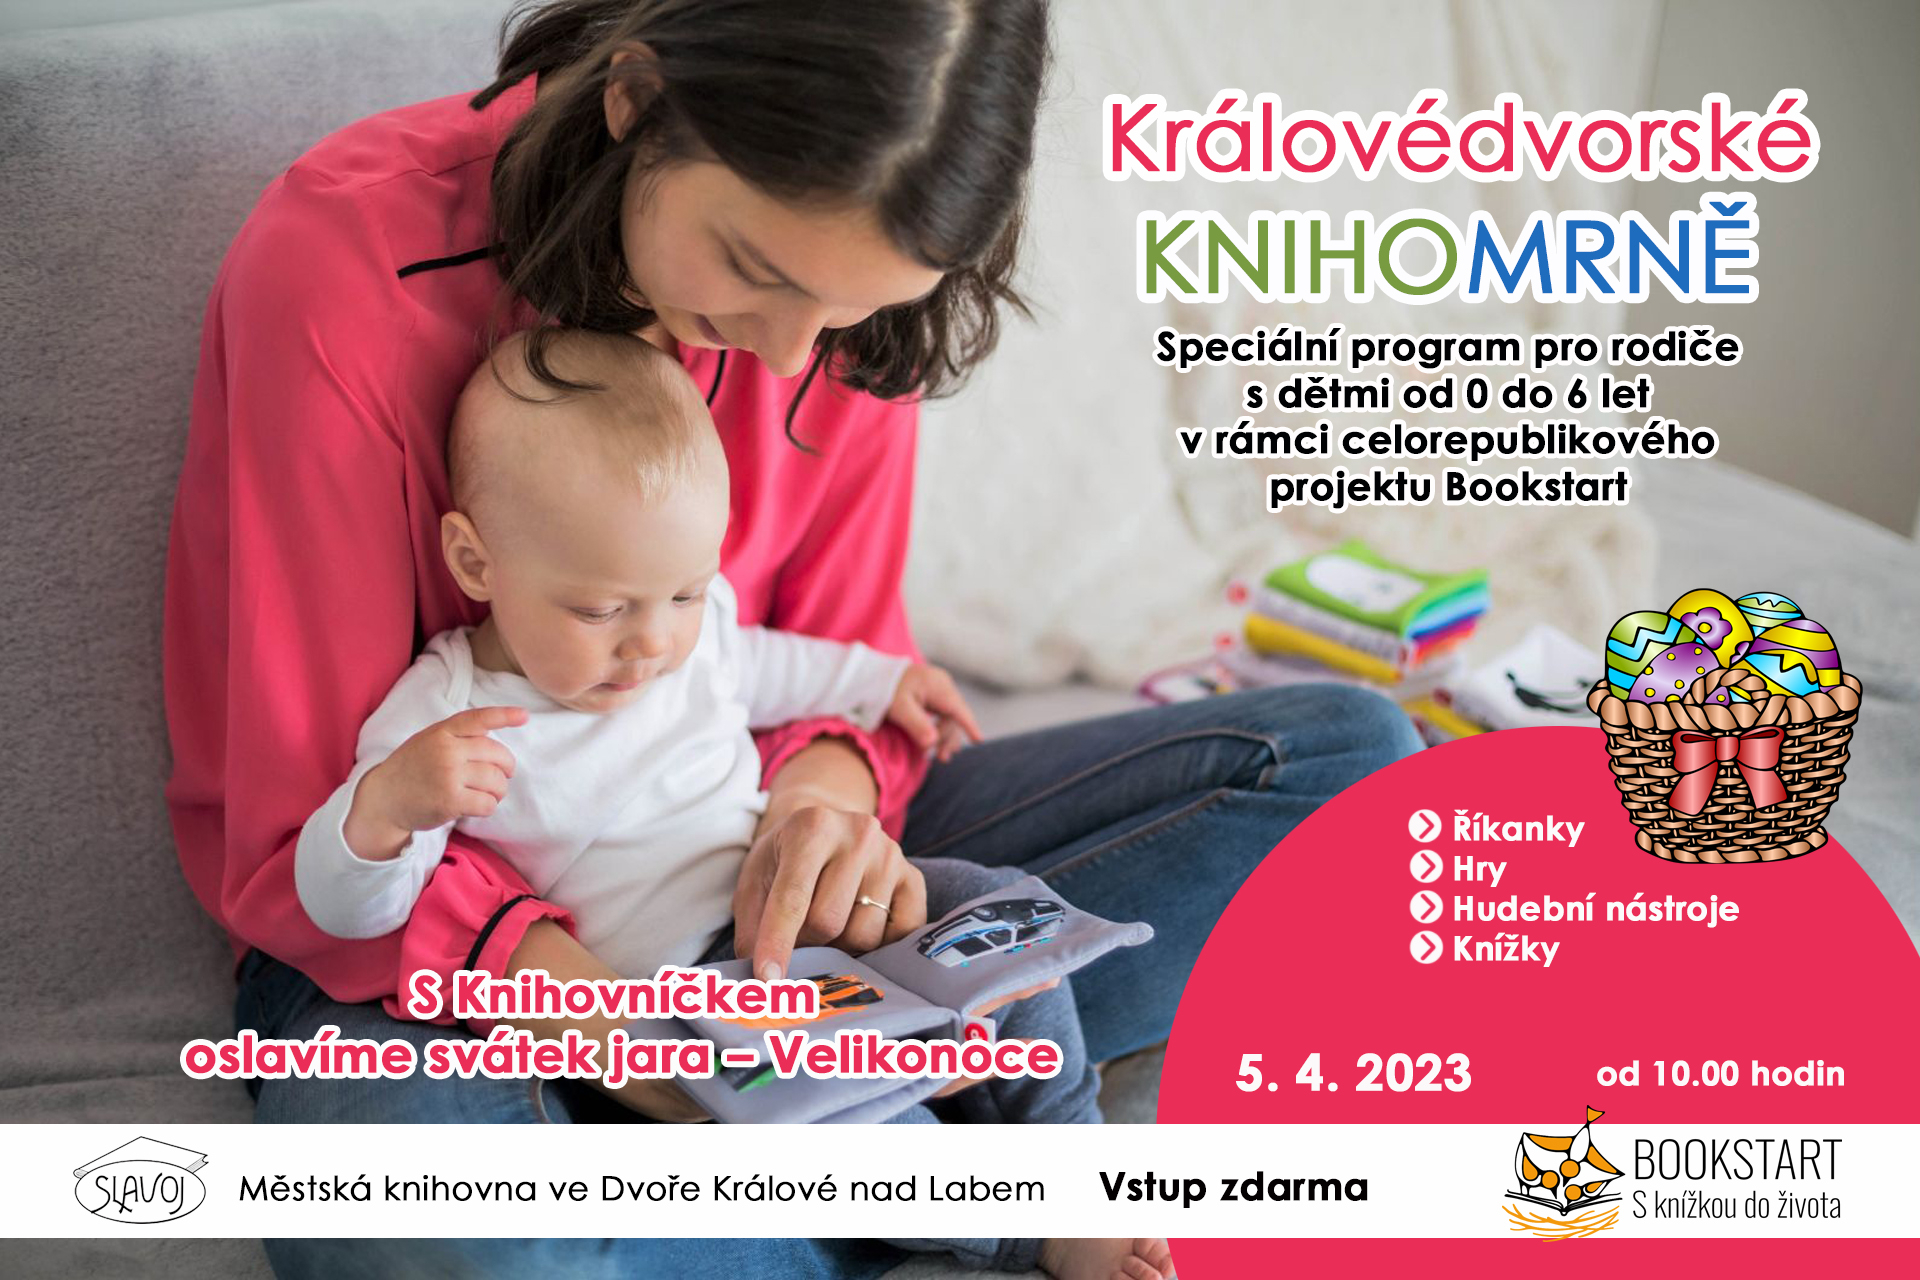 Královédvorské
KNIHOMRNĚ
Speciální program pro rodiče
s dětmi od 0 do 6 let
v rámci celorepublikového
projektu Bookstart
Říkanky
Hry
Hudební nástroje
Knížky
S Knihovníčkem
oslavíme svátek jara – Velikonoce
5. 4. 2023
od 10.00 hodin
SLAVOJ
Městská knihovna ve Dvoře Králové nad Labem
Vstup zdarma
BOOKSTART
S knížkou do života